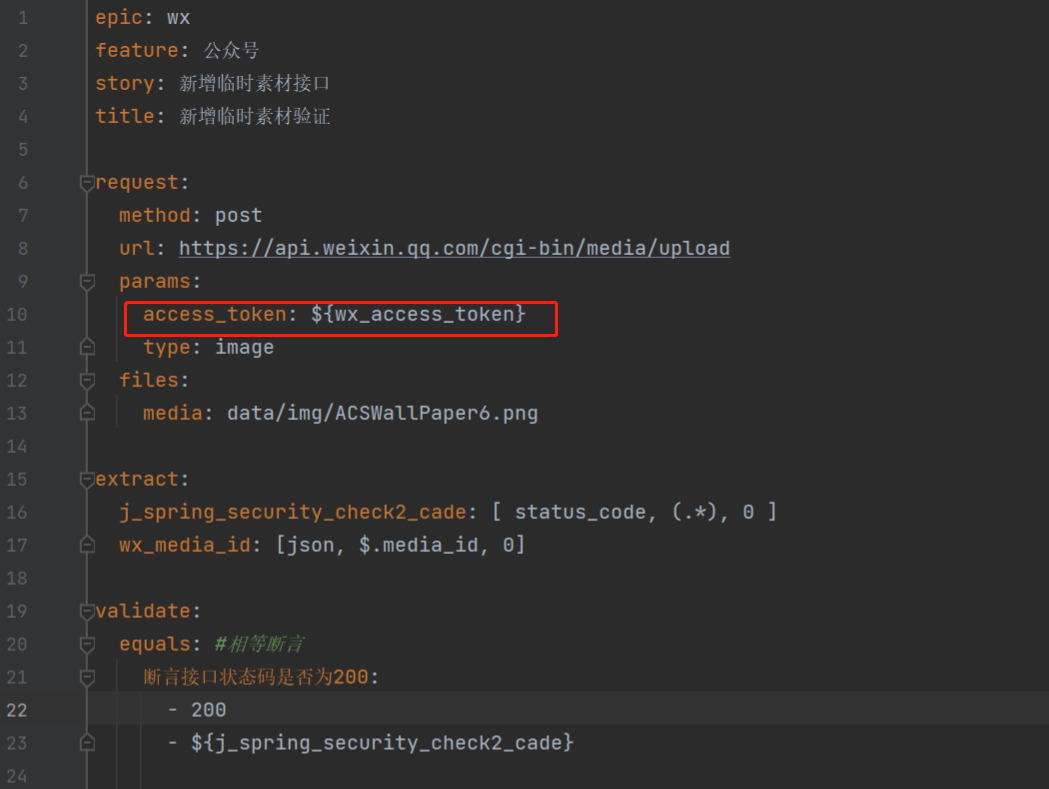 1 epic: wx
2 feature: 公众号
3 story: 新增临时素材接口
4 title: 新增临时素材验证
5
6 request:
7 method: post
8 url: https://api.weixin.qq.com/cgi-bin/media/upload
9 params:
10 access_token: ${wx_access_token}
11 type: image
12 files:
13 media: data/img/ACSWallPaper6.png
14
15 extract:
16 j_spring_security_check2_cade: [ status_code, (.*), 0 ]
17 wx_media_id: [json, $.media_id, 0]
18
19 validate:
20 equals: #相等断言
21 断言接口状态码是否为200:
22 - 200
23 - ${j_spring_security_check2_cade}
24